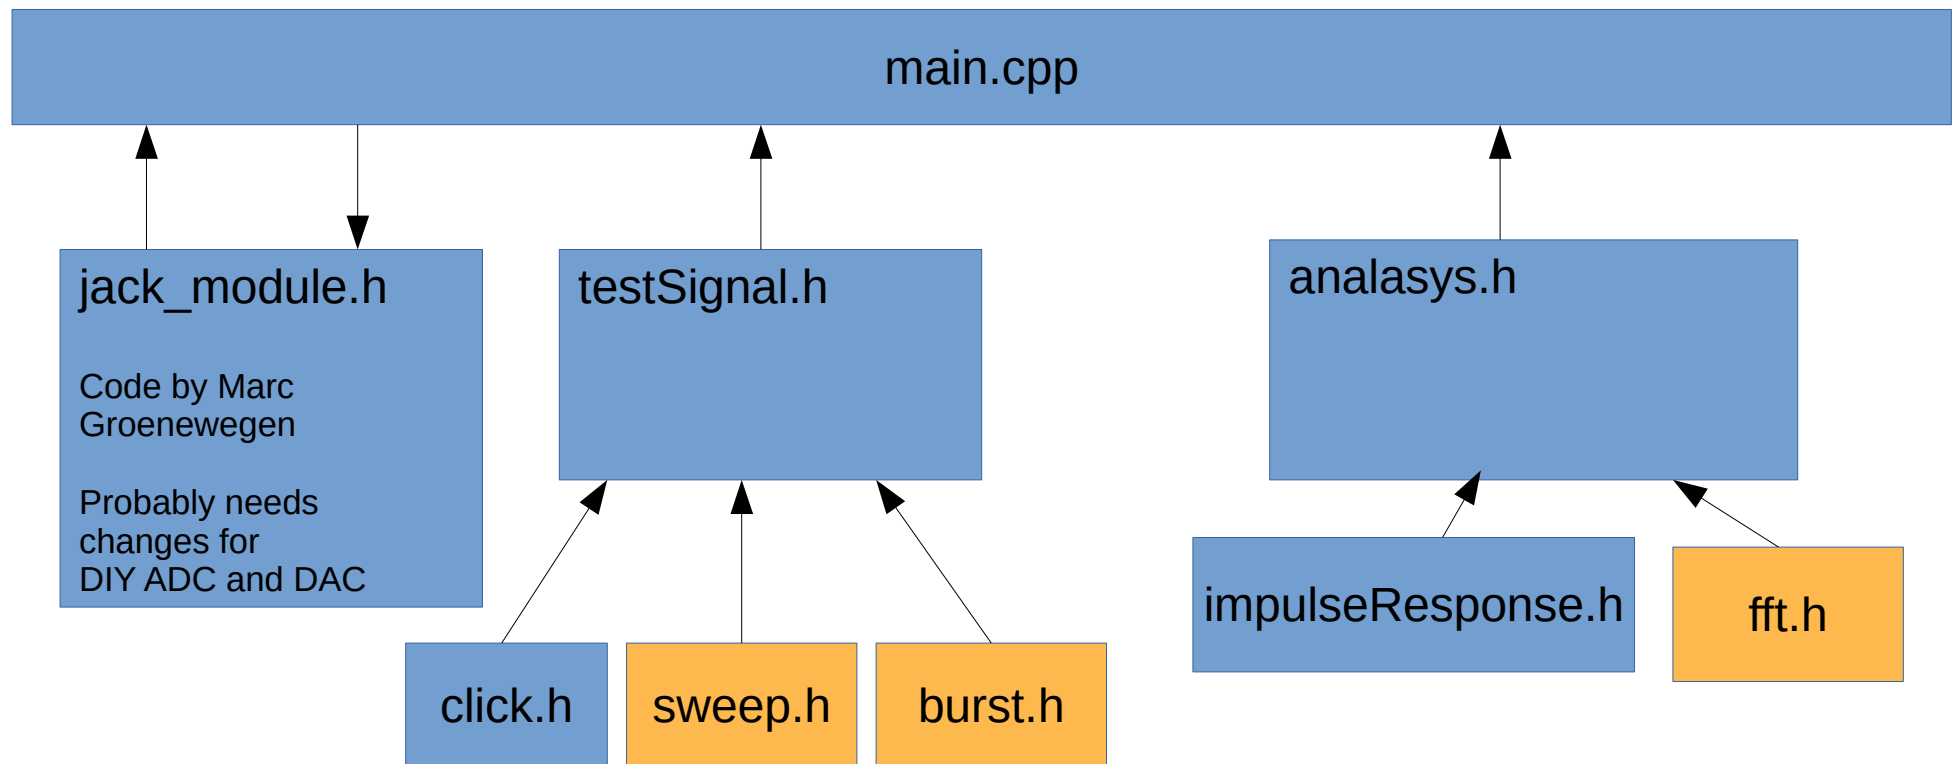 main.cpp
jack_module.h
Code by Marc
Groenewegen
Probably needs
changes for
DIY ADC and DAC
testSignal.h
analasys.h
click.h
sweep.h
burst.h
impulseResponse.h
fft.h